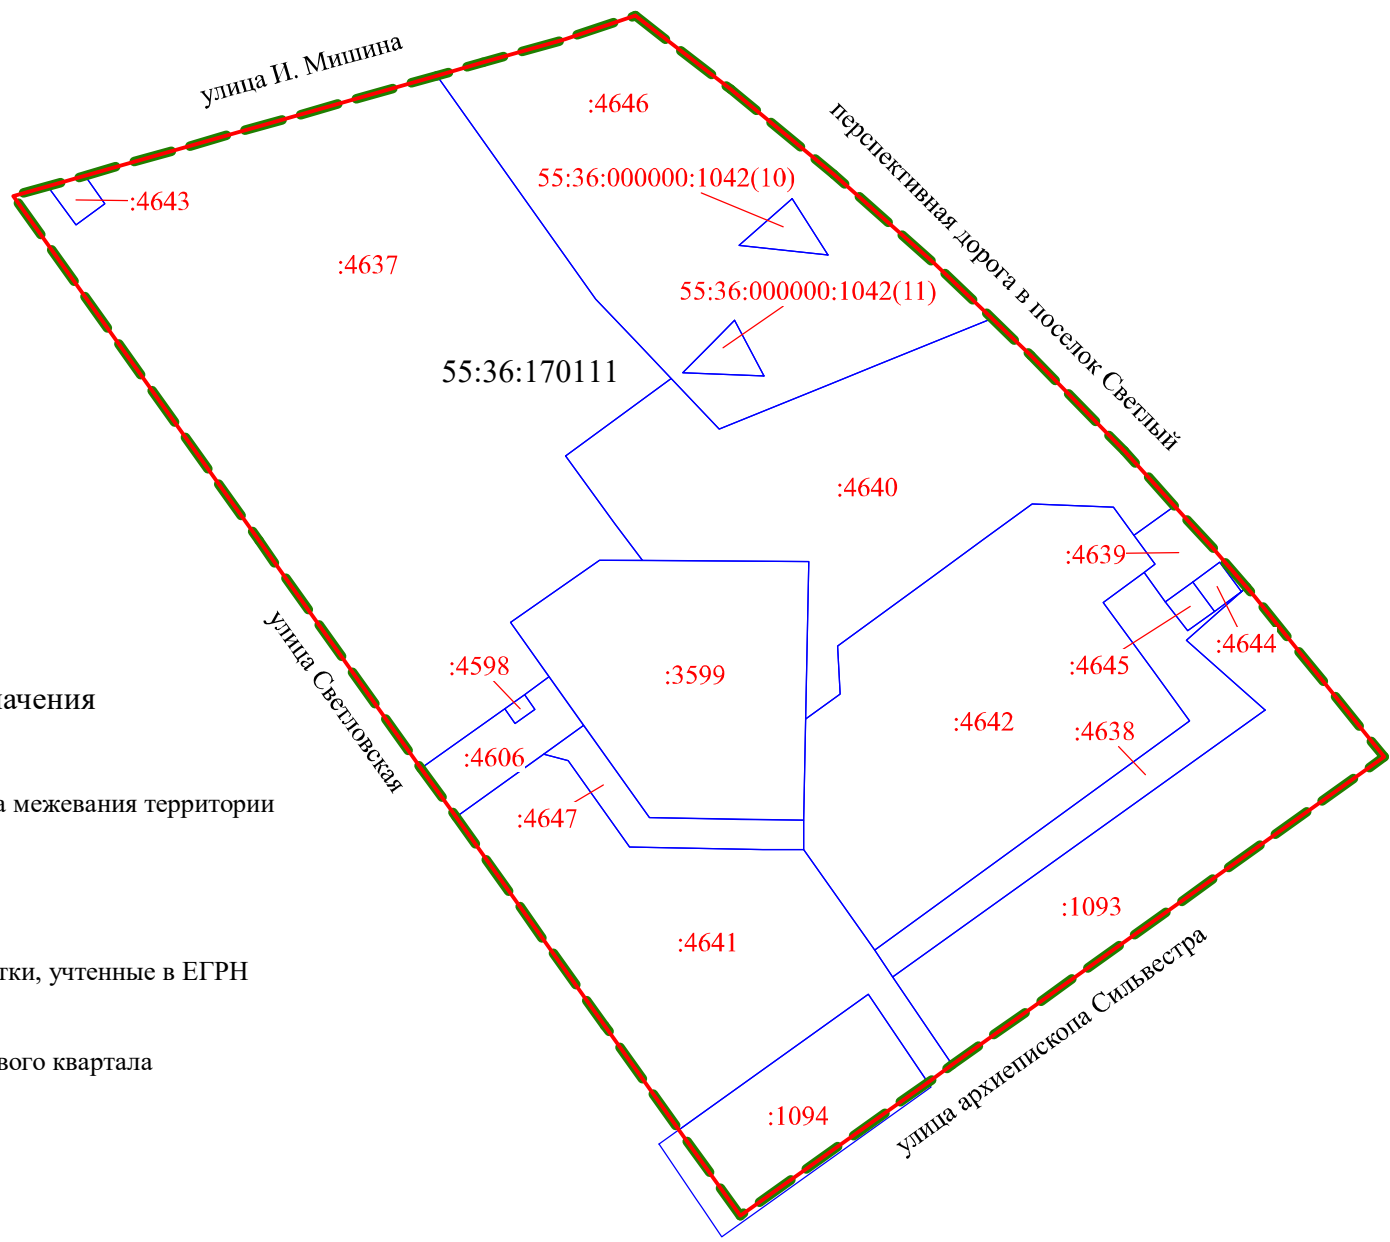 улица И. Мишина
:4646
перспективная дорога в поселок Светлый
55:36:000000:1042(10)
:4643
:4637
55:36:000000:1042(11)
55:36:170111
:4640
:4639
улица Светловская
:4598
:3599
:4645
:4644
начения
:4642
:4638
:4606
а межевания территории
:4647
:1093
:4641
тки, учтенные в ЕГРН
улица архиепископа Сильвестра
вого квартала
:1094